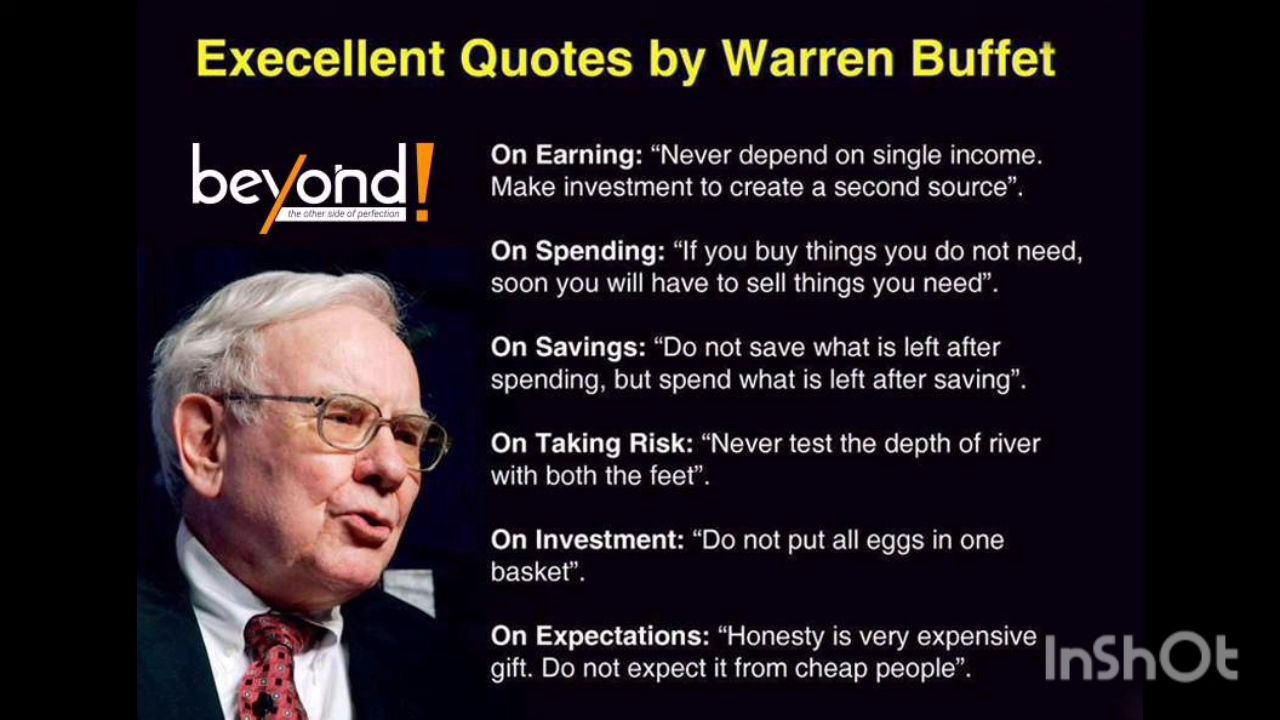 Execellent Quotes by Warren Buffet
beyond!
the other side of perfection
On Earning: “Never depend on single income.
Make investment to create a second source”.
On Spending: “If you buy things you do not need,
soon you will have to sell things you need”.
On Savings: “Do not save what is left after
spending, but spend what is left after saving”.
On Taking Risk: “Never test the depth of river
with both the feet”.
On Investment: “Do not put all eggs in one
basket”.
On Expectations: “Honesty is very expensive
gift. Do not expect it from cheap people”.
InShOt